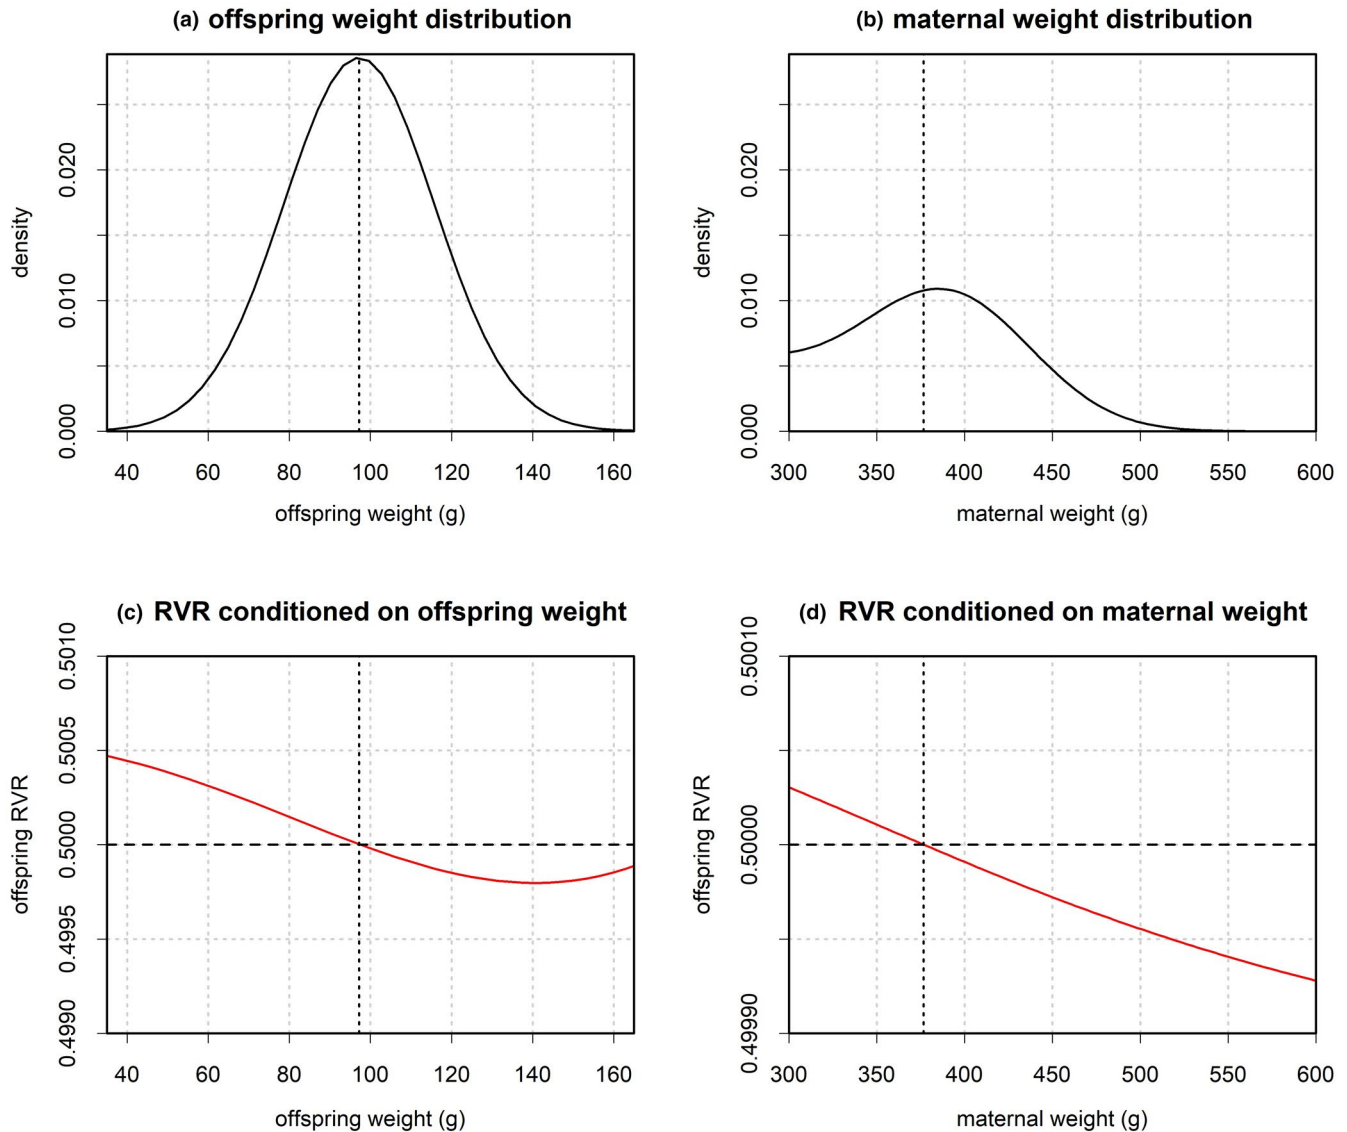 (a) offspring weight distribution
density
0.000 0.010 0.020
40 60 80 100 120 140 160
offspring weight (g)
(b) maternal weight distribution
density
0.000 0.010 0.020
300 350 400 450 500 550 600
maternal weight (g)
(c) RVR conditioned on offspring weight
offspring RVR
0.4990 0.4995 0.5000 0.5005 0.5010
40 60 80 100 120 140 160
offspring weight (g)
(d) RVR conditioned on maternal weight
offspring RVR
0.49990 0.50000 0.50010
300 350 400 450 500 550 600
maternal weight (g)